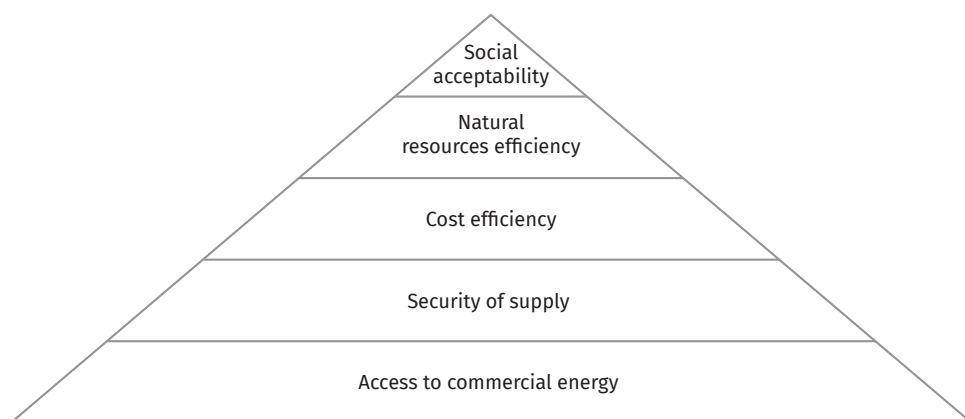 Social
acceptability
Natural
resources efficiency
Cost efficiency
Security of supply
Access to commercial energy